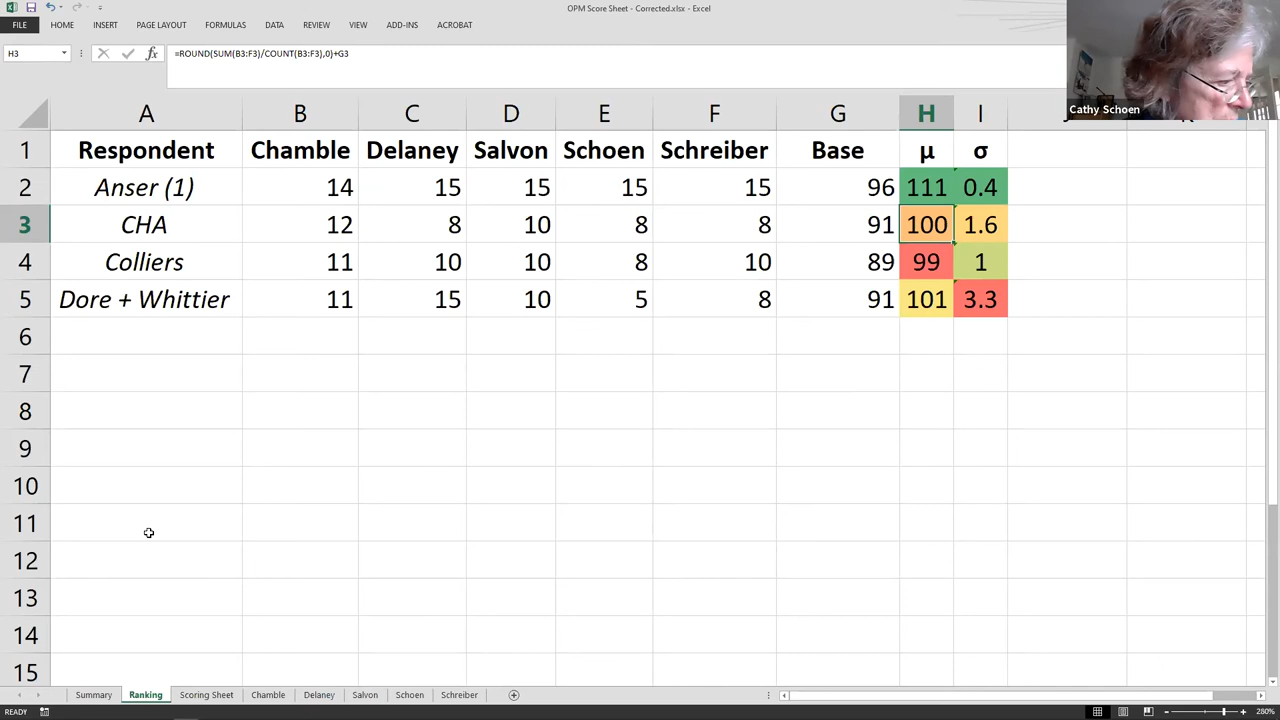 OPM Score Sheet - Corrected.xlsx - Excel
FILE HOME INSERT PAGE LAYOUT FORMULAS DATA REVIEW VIEW ADD-INS ACROBAT
H3 fx =ROUND(SUM(B3:F3)/COUNT(B3:F3),0)+G3
Cathy Schoen
A B C D E F G H I
1 Respondent Chamble Delaney Salvon Schoen Schreiber Base μ σ
2 Anser (1) 14 15 15 15 15 96 111 0.4
3 CHA 12 8 10 8 8 91 100 1.6
4 Colliers 11 10 10 8 10 89 99 1
5 Dore + Whittier 11 15 10 5 8 91 101 3.3
6
7
8
9
10
11
12
13
14
15
Summary Ranking Scoring Sheet Chamble Delaney Salvon Schoen Schreiber
READY 280%